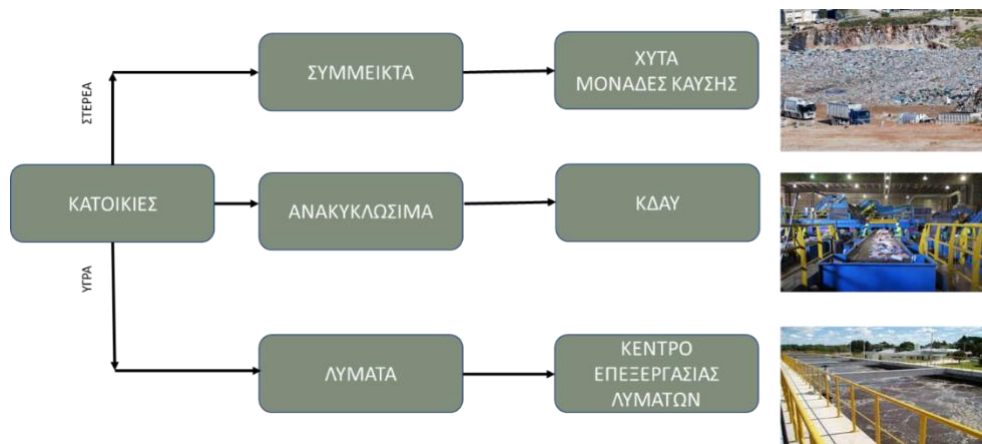 ΣΥΜΜΕΙΚΤΑ
ΧΥΤΑ
ΜΟΝΑΔΕΣ ΚΑΥΣΗΣ
ΣΤΕΡΕΑ
ΚΑΤΟΙΚΙΕΣ
ΑΝΑΚΥΚΛΩΣΙΜΑ
ΚΔΑΥ
ΥΓΡΑ
ΛΥΜΑΤΑ
ΚΕΝΤΡΟ
ΕΠΕΞΕΡΓΑΣΙΑΣ
ΛΥΜΑΤΩΝ